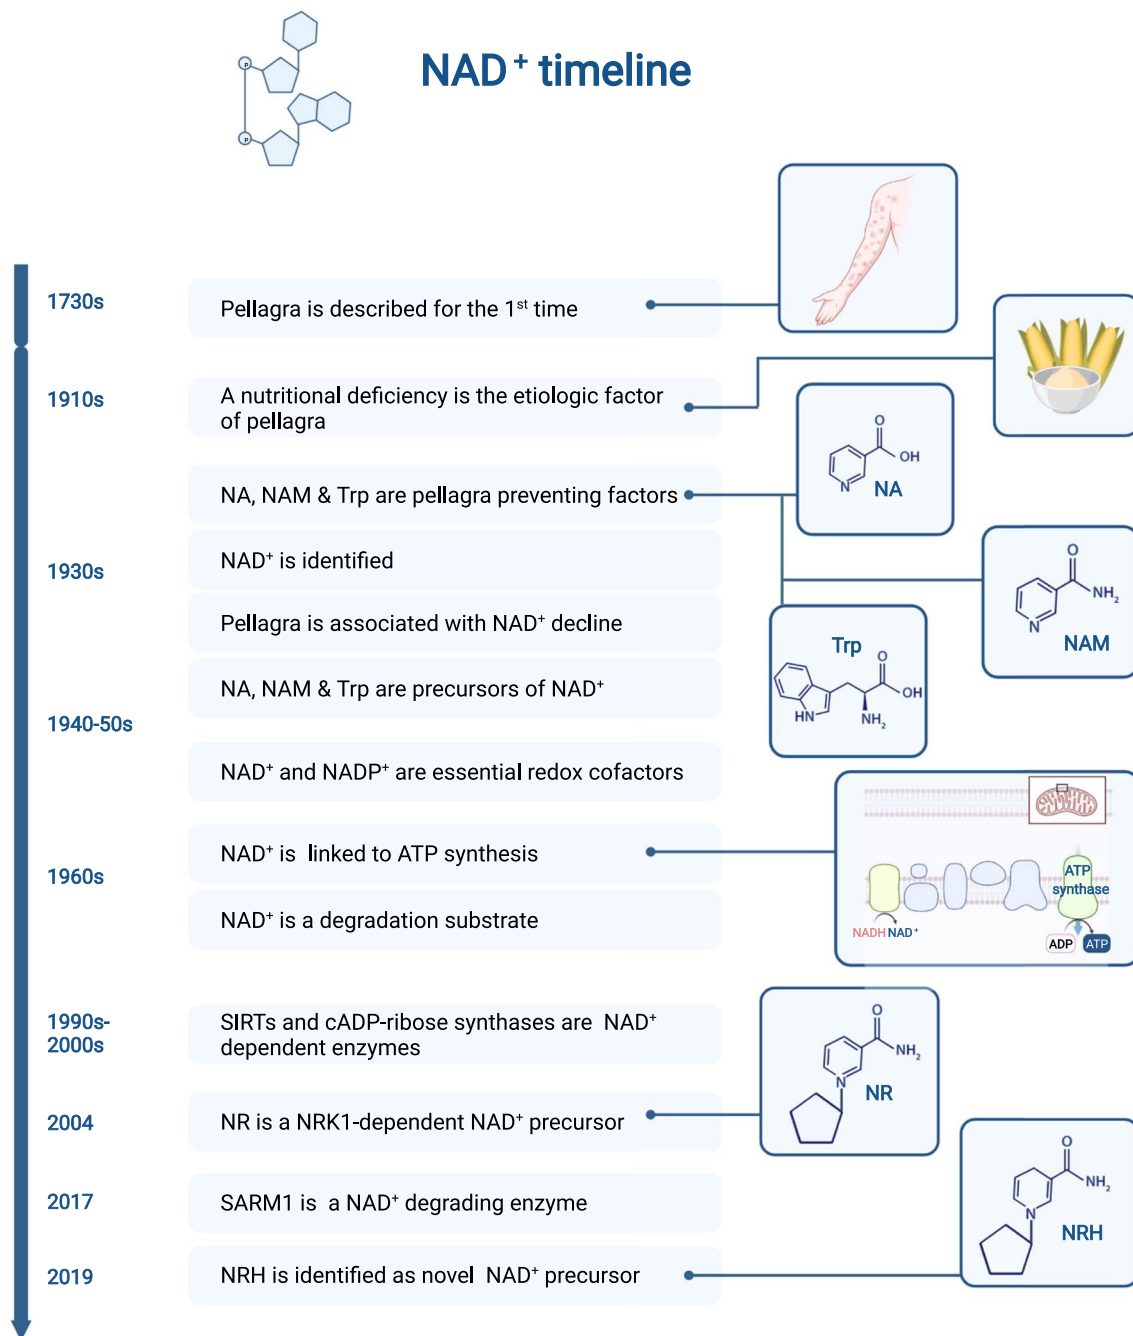 P
P
NAD+ timeline
1730s
Pellagra is described for the 1st time
1910s
A nutritional deficiency is the etiologic factor
of pellagra
NA, NAM & Trp are pellagra preventing factors
O
OH
N
NA
1930s
NAD+ is identified
Pellagra is associated with NAD+ decline
O
NH2
N
NAM
Trp
O
OH
HN
NH2
1940-50s
NA, NAM & Trp are precursors of NAD+
NAD+ and NADP+ are essential redox cofactors
1960s
NAD+ is linked to ATP synthesis
NAD+ is a degradation substrate
ATP
synthase
NADH NAD+
ADP
ATP
1990s-
2000s
SIRTs and cADP-ribose synthases are NAD+
dependent enzymes
O
NH2
N
NR
2004
NR is a NRK1-dependent NAD+ precursor
2017
SARM1 is a NAD+ degrading enzyme
O
NH2
N
NRH
2019
NRH is identified as novel NAD+ precursor